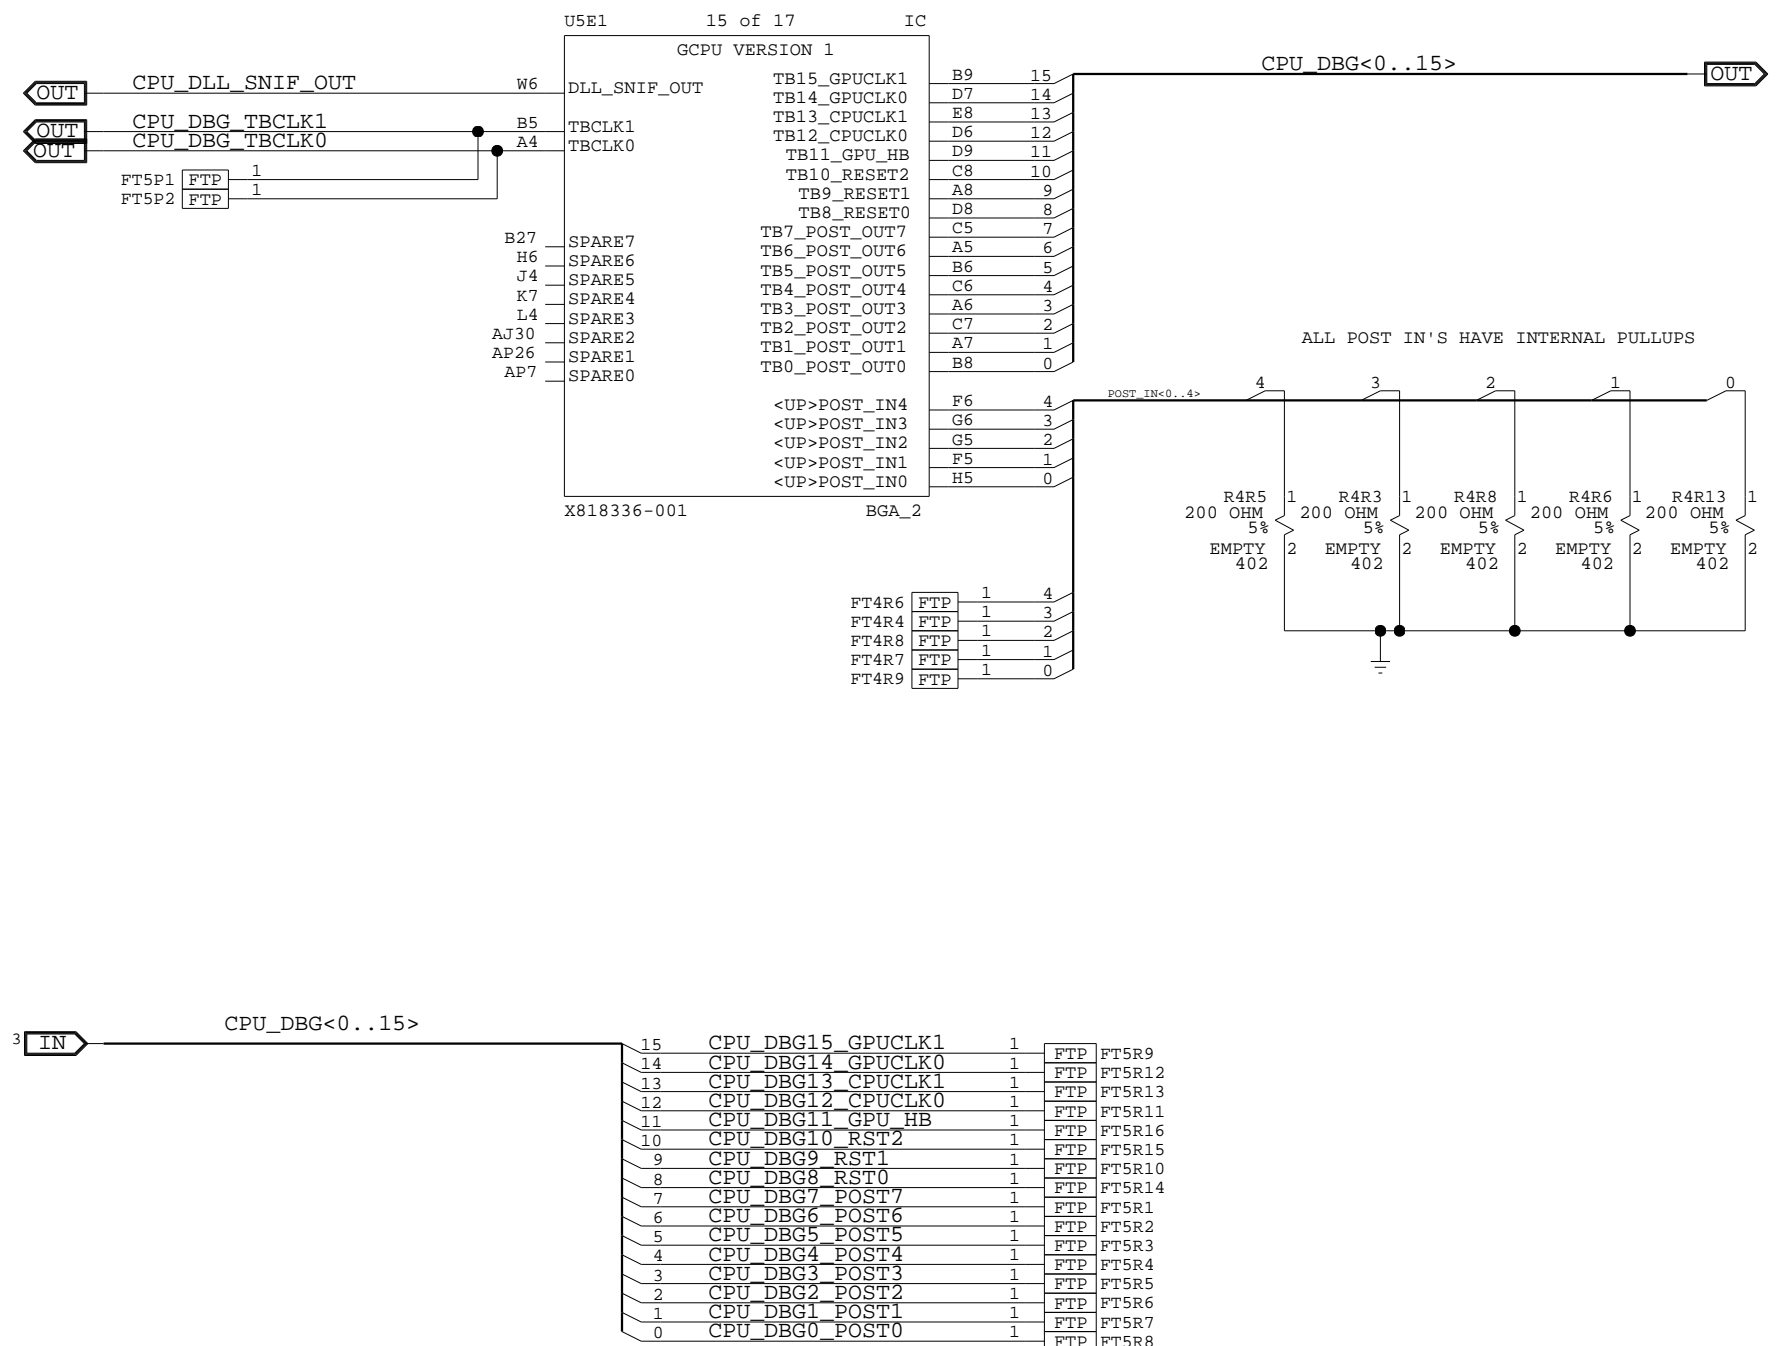 U5E1 15 of 17 IC
GCPU VERSION 1
OUT CPU_DLL_SNIF_OUT W6 DLL_SNIF_OUT
OUT CPU_DBG_TBCLK1 B5 TBCLK1
OUT CPU_DBG_TBCLK0 A4 TBCLK0
FT5P1 FTP 1
FT5P2 FTP 1
B27 SPARE7
H6 SPARE6
J4 SPARE5
K7 SPARE4
L4 SPARE3
AJ30 SPARE2
AP26 SPARE1
AP7 SPARE0
TB15_GPUCLK1 B9 15
TB14_GPUCLK0 D7 14
TB13_CPUCLK1 E8 13
TB12_CPUCLK0 D6 12
TB11_GPU_HB D9 11
TB10_RESET2 C8 10
TB9_RESET1 A8 9
TB8_RESET0 D8 8
TB7_POST_OUT7 C5 7
TB6_POST_OUT6 A5 6
TB5_POST_OUT5 B6 5
TB4_POST_OUT4 C6 4
TB3_POST_OUT3 A6 3
TB2_POST_OUT2 C7 2
TB1_POST_OUT1 A7 1
TB0_POST_OUT0 B8 0
<UP>POST_IN4 F6 4
<UP>POST_IN3 G6 3
<UP>POST_IN2 G5 2
<UP>POST_IN1 F5 1
<UP>POST_IN0 H5 0
X818336-001 BGA_2
CPU_DBG<0..15> OUT
ALL POST IN'S HAVE INTERNAL PULLUPS
POST_IN<0..4> 4 3 2 1 0
R4R5 1 R4R3 1 R4R8 1 R4R6 1 R4R13 1
200 OHM 200 OHM 200 OHM 200 OHM 200 OHM
5% 5% 5% 5% 5%
EMPTY 2 EMPTY 2 EMPTY 2 EMPTY 2 EMPTY 2
402 402 402 402 402
FT4R6 FTP 1 4
FT4R4 FTP 1 3
FT4R8 FTP 1 2
FT4R7 FTP 1 1
FT4R9 FTP 1 0
3 IN CPU_DBG<0..15>
15 CPU_DBG15_GPUCLK1 1 FTP FT5R9
14 CPU_DBG14_GPUCLK0 1 FTP FT5R12
13 CPU_DBG13_CPUCLK1 1 FTP FT5R13
12 CPU_DBG12_CPUCLK0 1 FTP FT5R11
11 CPU_DBG11_GPU_HB 1 FTP FT5R16
10 CPU_DBG10_RST2 1 FTP FT5R15
9 CPU_DBG9_RST1 1 FTP FT5R10
8 CPU_DBG8_RST0 1 FTP FT5R14
7 CPU_DBG7_POST7 1 FTP FT5R1
6 CPU_DBG6_POST6 1 FTP FT5R2
5 CPU_DBG5_POST5 1 FTP FT5R3
4 CPU_DBG4_POST4 1 FTP FT5R4
3 CPU_DBG3_POST3 1 FTP FT5R5
2 CPU_DBG2_POST2 1 FTP FT5R6
1 CPU_DBG1_POST1 1 FTP FT5R7
0 CPU_DBG0_POST0 1 FTP FT5R8